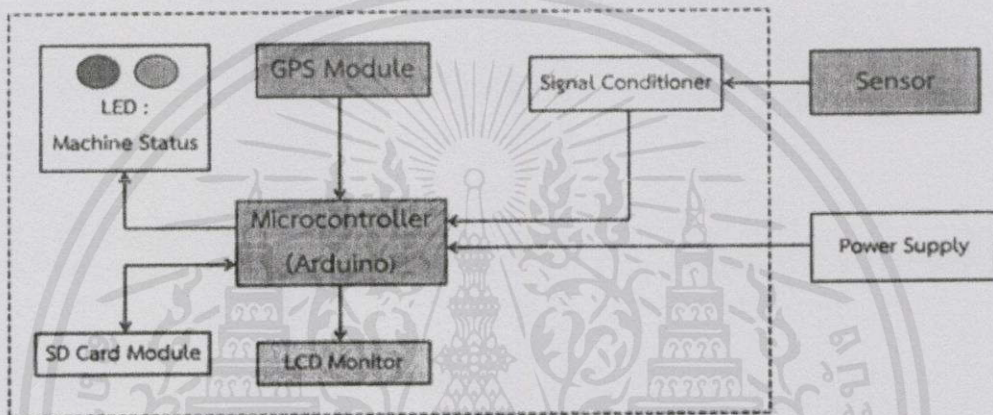 LED :
Machine Status
GPS Module
Signal Conditioner
Sensor
Microcontroller
(Arduino)
Power Supply
SD Card Module
LCD Monitor